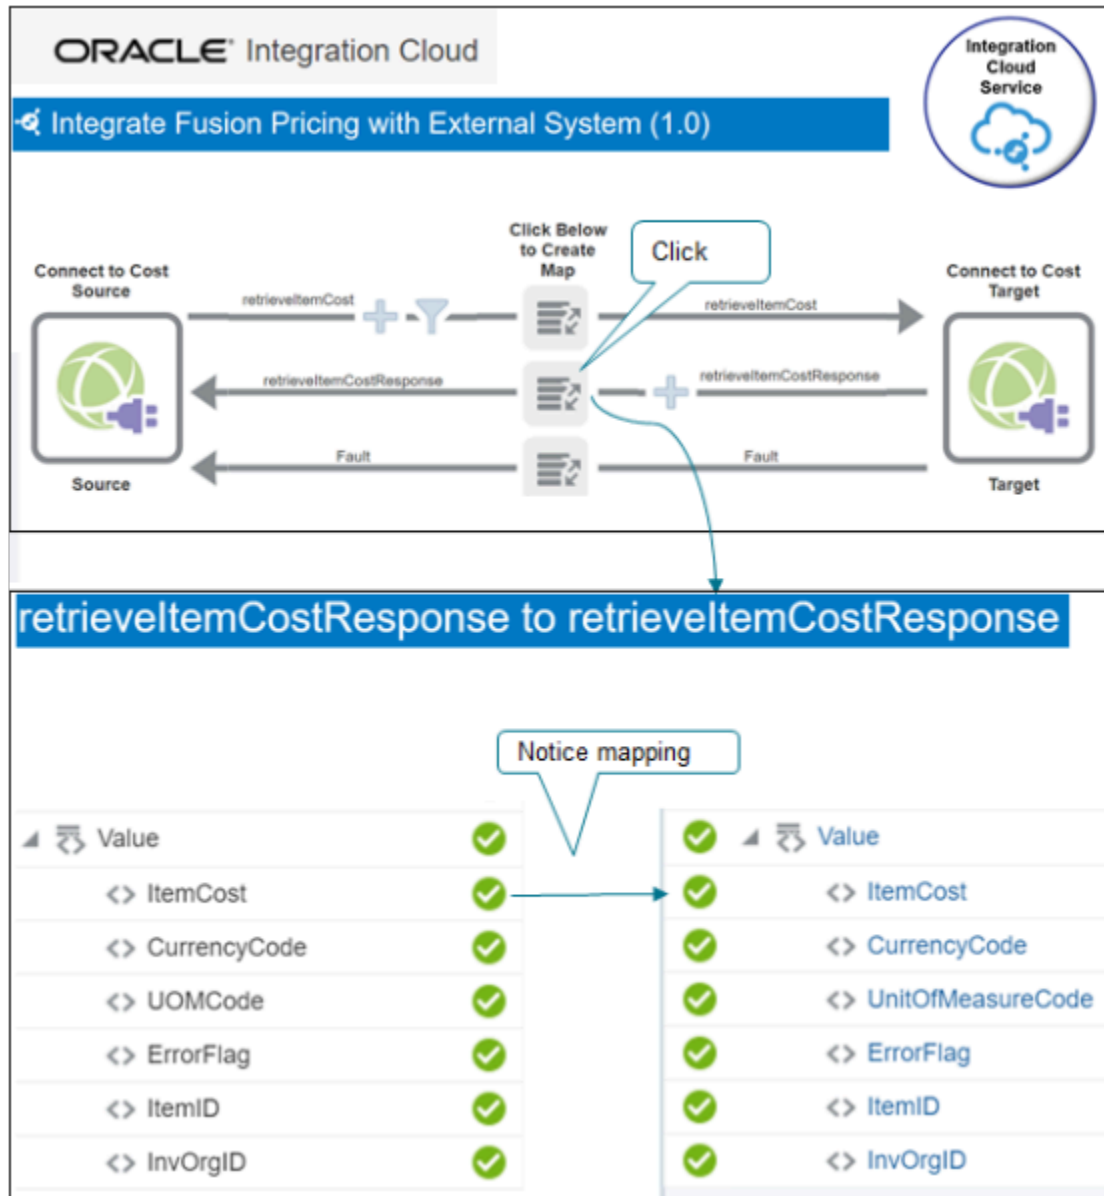 ORACLE Integration Cloud
Integration
Cloud
Service
Integrate Fusion Pricing with External System (1.0)
Click Below
to Create
Map
Click
Connect to Cost
Source
Connect to Cost
Target
retrieveItemCost
retrieveItemCost
retrieveItemCostResponse
retrieveItemCostResponse
Fault
Fault
Source
Target
retrieveItemCostResponse to retrieveItemCostResponse
Notice mapping
Value
Value
ItemCost
ItemCost
CurrencyCode
CurrencyCode
UOMCode
UnitOfMeasureCode
ErrorFlag
ErrorFlag
ItemID
ItemID
InvOrgID
InvOrgID